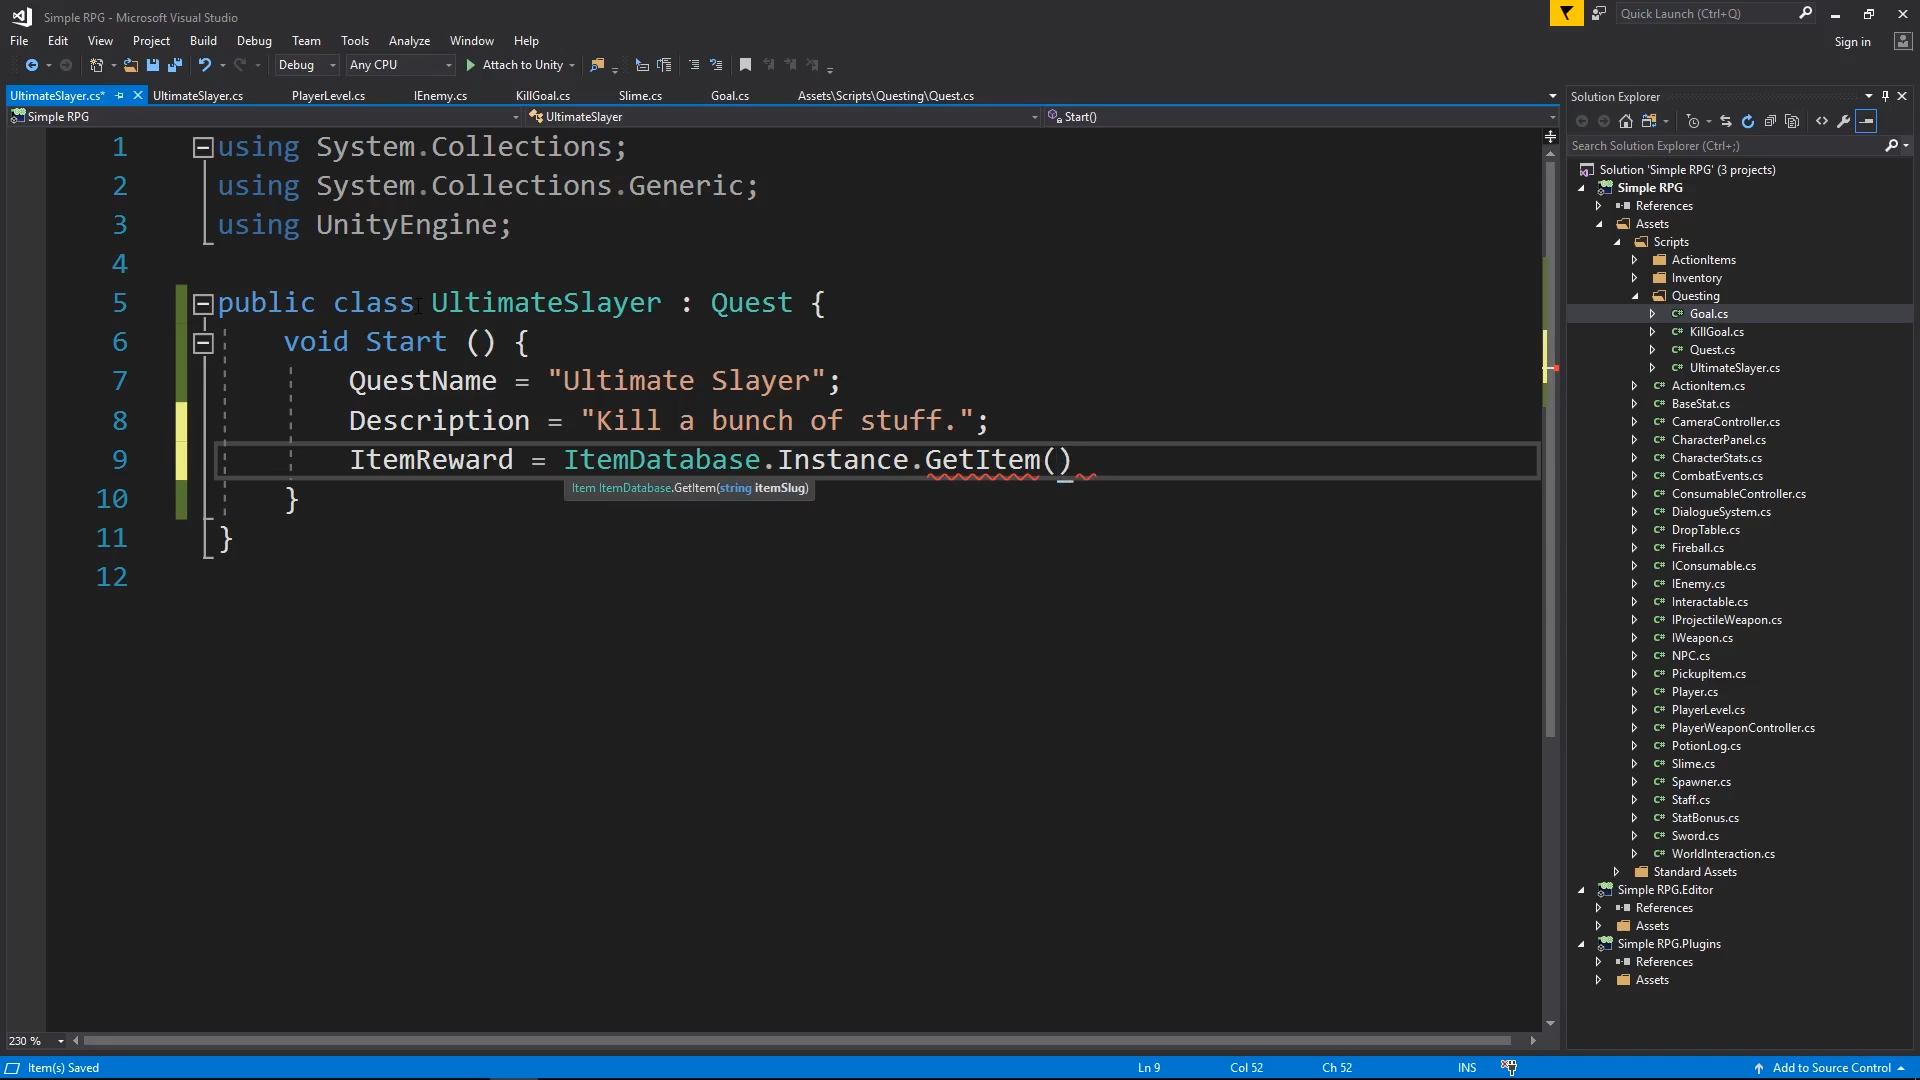 Simple RPG - Microsoft Visual Studio
Quick Launch (Ctrl+Q)
File Edit View Project Build Debug Team Tools Analyze Window Help
Sign in
Debug Any CPU Attach to Unity
UltimateSlayer.cs* UltimateSlayer.cs PlayerLevel.cs IEnemy.cs KillGoal.cs Slime.cs Goal.cs Assets\Scripts\Questing\Quest.cs
Simple RPG UltimateSlayer Start()
1 using System.Collections;
2 using System.Collections.Generic;
3 using UnityEngine;
4
5 public class UltimateSlayer : Quest {
6 void Start () {
7 QuestName = "Ultimate Slayer";
8 Description = "Kill a bunch of stuff.";
9 ItemReward = ItemDatabase.Instance.GetItem()
Item ItemDatabase.GetItem(string itemSlug)
10 }
11 }
12
230 %
Solution Explorer
Search Solution Explorer (Ctrl+;)
Solution 'Simple RPG' (3 projects)
Simple RPG
References
Assets
Scripts
ActionItems
Inventory
Questing
C# Goal.cs
C# KillGoal.cs
C# Quest.cs
C# UltimateSlayer.cs
C# ActionItem.cs
C# BaseStat.cs
C# CameraController.cs
C# CharacterPanel.cs
C# CharacterStats.cs
C# CombatEvents.cs
C# ConsumableController.cs
C# DialogueSystem.cs
C# DropTable.cs
C# Fireball.cs
C# IConsumable.cs
C# IEnemy.cs
C# Interactable.cs
C# IProjectileWeapon.cs
C# IWeapon.cs
C# NPC.cs
C# PickupItem.cs
C# Player.cs
C# PlayerLevel.cs
C# PlayerWeaponController.cs
C# PotionLog.cs
C# Slime.cs
C# Spawner.cs
C# Staff.cs
C# StatBonus.cs
C# Sword.cs
C# WorldInteraction.cs
Standard Assets
Simple RPG.Editor
References
Assets
Simple RPG.Plugins
References
Assets
Item(s) Saved Ln 9 Col 52 Ch 52 INS Add to Source Control